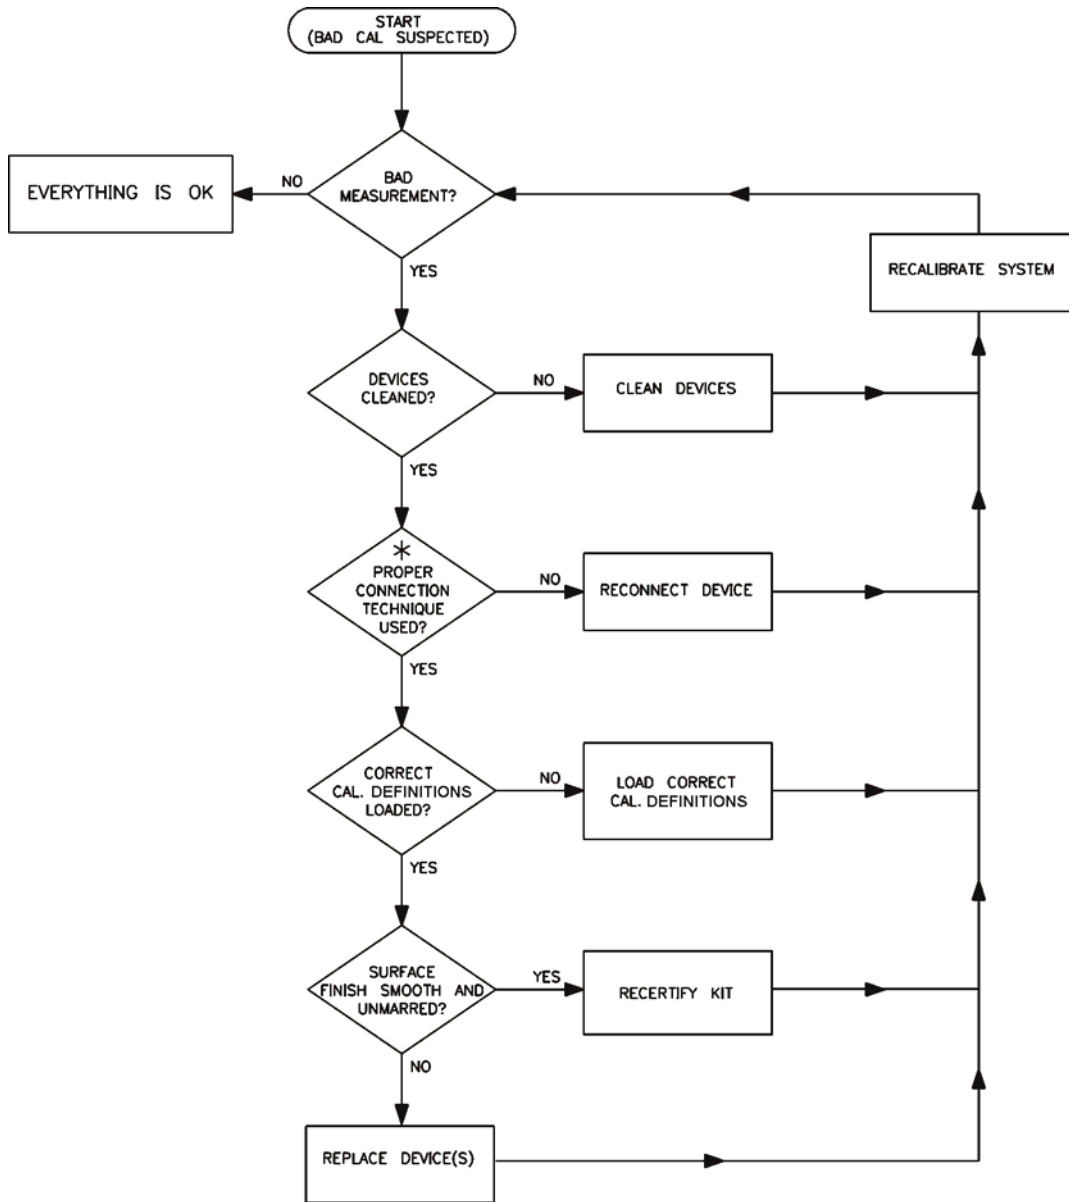 START
(BAD CAL SUSPECTED)
BAD
MEASUREMENT?
NO
EVERYTHING IS OK
YES
RECALIBRATE SYSTEM
DEVICES
CLEANED?
NO
CLEAN DEVICES
YES
*
PROPER
CONNECTION
TECHNIQUE
USED?
NO
RECONNECT DEVICE
YES
CORRECT
CAL. DEFINITIONS
LOADED?
NO
LOAD CORRECT
CAL. DEFINITIONS
YES
SURFACE
FINISH SMOOTH AND
UNMARRED?
YES
RECERTIFY KIT
NO
REPLACE DEVICE(S)